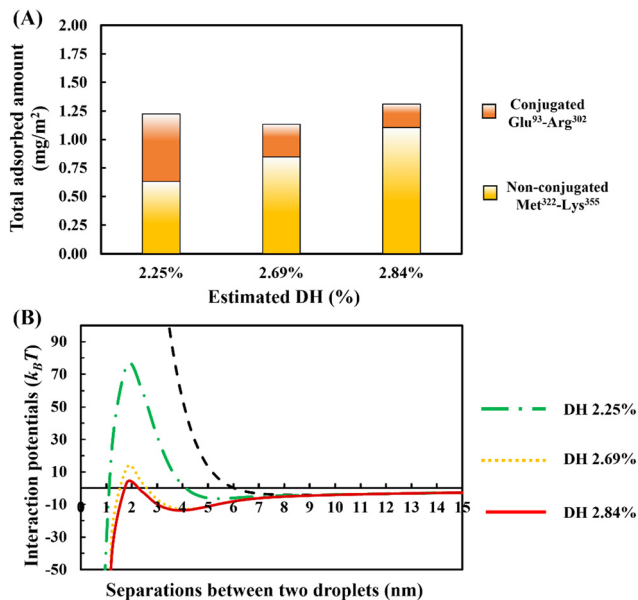 (A)
Total adsorbed amount
(mg/m²)
2.00
1.75
1.50
1.25
1.00
0.75
0.50
0.25
0.00
2.25%
2.69%
2.84%
Estimated DH (%)
Conjugated
Glu⁹³-Arg³⁰²
Non-conjugated
Met³²²-Lys³⁵⁵
(B)
Interaction potentials (k_BT)
90
70
50
30
10
-10
-30
-50
0 1 2 3 4 5 6 7 8 9 10 11 12 13 14 15
Separations between two droplets (nm)
DH 2.25%
DH 2.69%
DH 2.84%